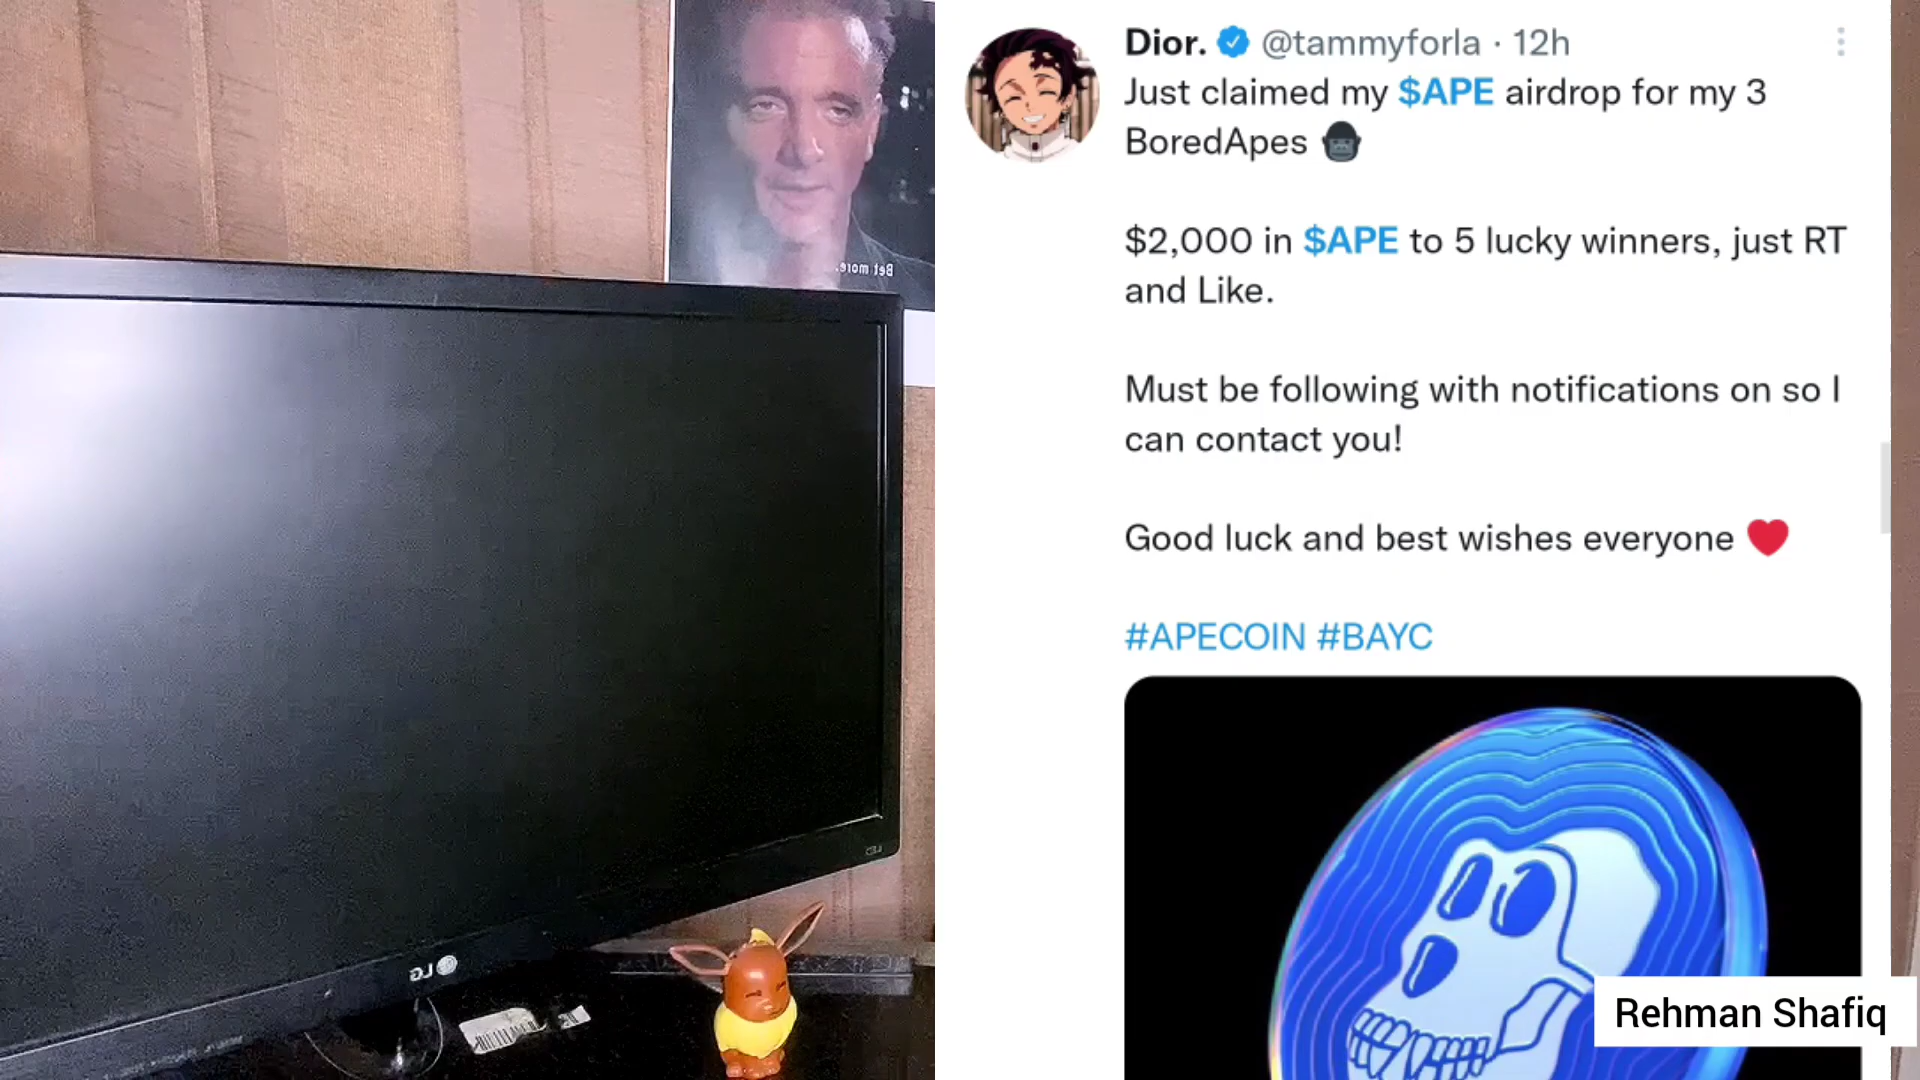 Bet more.
LG
Dior. @tammyforla · 12h
Just claimed my $APE airdrop for my 3
BoredApes 🦍
$2,000 in $APE to 5 lucky winners, just RT
and Like.
Must be following with notifications on so I
can contact you!
Good luck and best wishes everyone ❤️
#APECOIN #BAYC
Rehman Shafiq